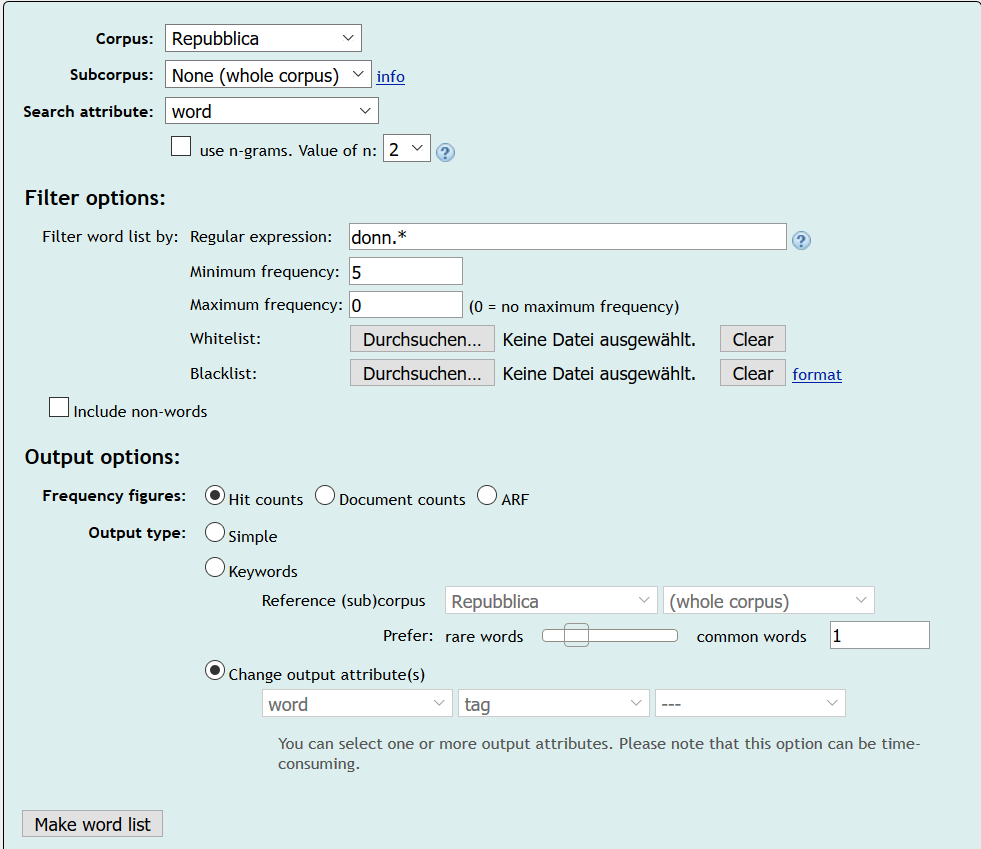 Corpus: Repubblica
Subcorpus: None (whole corpus) info
Search attribute: word
use n-grams. Value of n: 2 ?
Filter options:
Filter word list by: Regular expression: donn.* ?
Minimum frequency: 5
Maximum frequency: 0 (0 = no maximum frequency)
Whitelist: Durchsuchen... Keine Datei ausgewählt. Clear
Blacklist: Durchsuchen... Keine Datei ausgewählt. Clear format
Include non-words
Output options:
Frequency figures: Hit counts Document counts ARF
Output type: Simple
Keywords
Reference (sub)corpus Repubblica (whole corpus)
Prefer: rare words common words 1
Change output attribute(s)
word tag ---
You can select one or more output attributes. Please note that this option can be time-
consuming.
Make word list